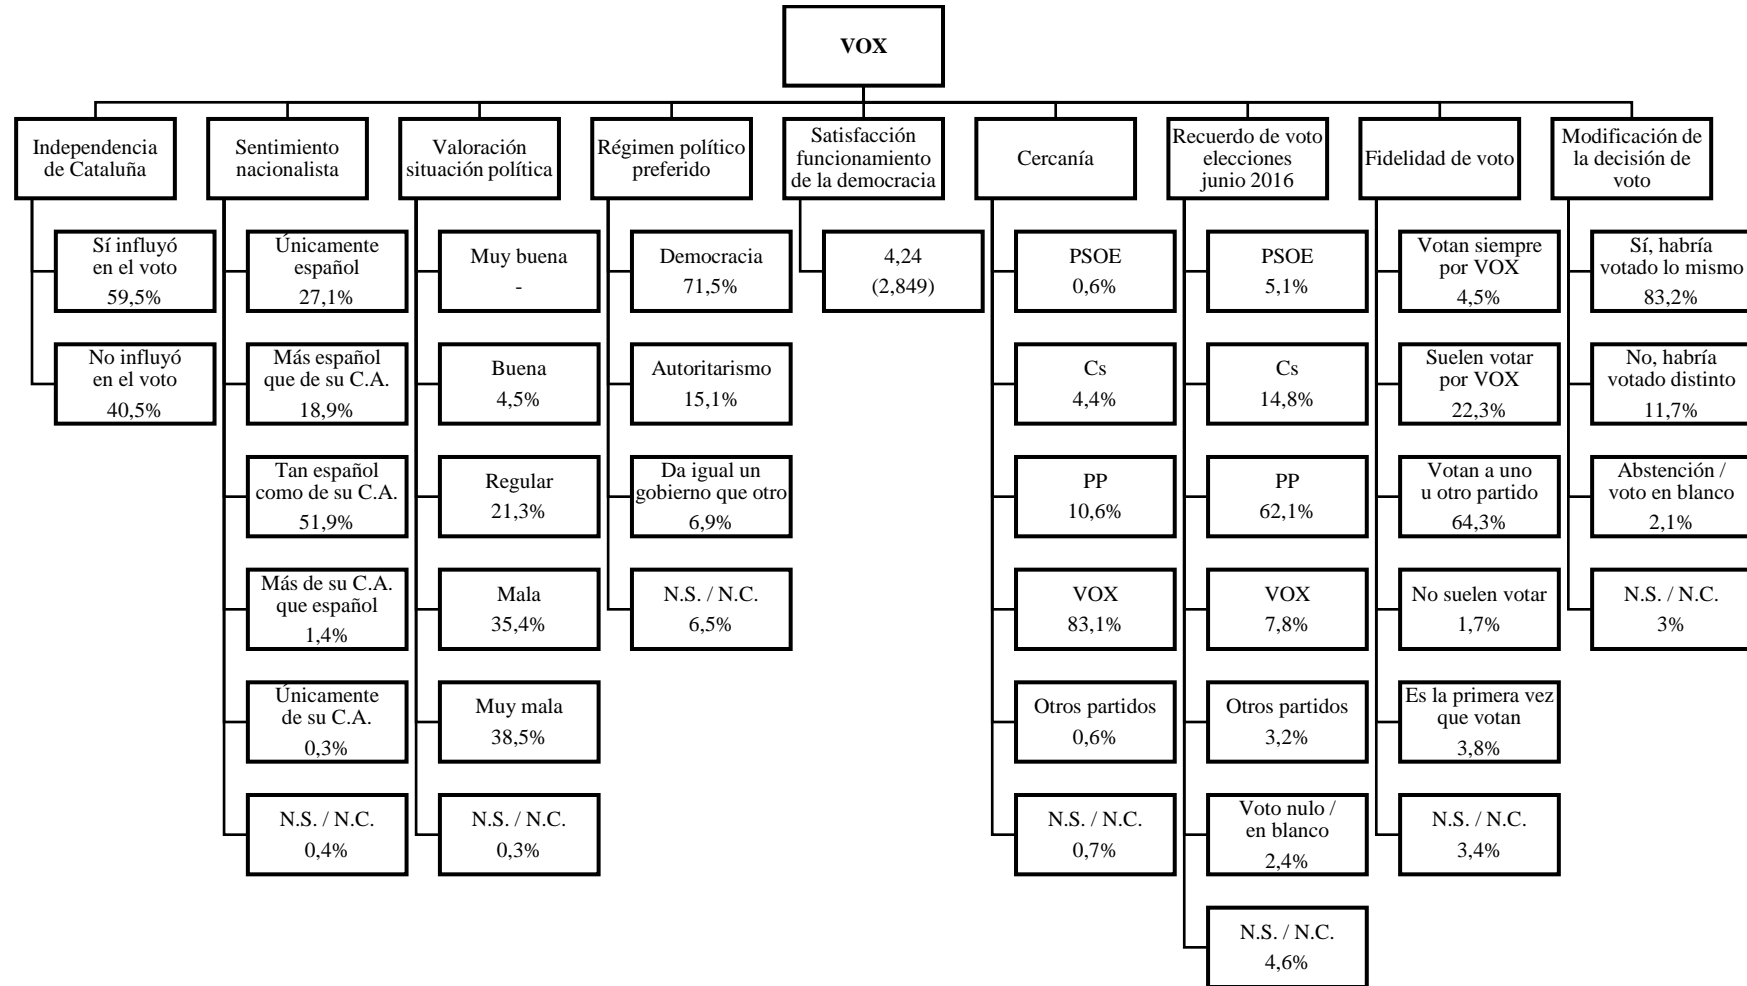 VOX
Independencia
de Cataluña
Sí influyó
en el voto
59,5%
No influyó
en el voto
40,5%
Sentimiento
nacionalista
Únicamente
español
27,1%
Más español
que de su C.A.
18,9%
Tan español
como de su C.A.
51,9%
Más de su C.A.
que español
1,4%
Únicamente
de su C.A.
0,3%
N.S. / N.C.
0,4%
Valoración
situación política
Muy buena
-
Buena
4,5%
Regular
21,3%
Mala
35,4%
Muy mala
38,5%
N.S. / N.C.
0,3%
Régimen político
preferido
Democracia
71,5%
Autoritarismo
15,1%
Da igual un
gobierno que otro
6,9%
N.S. / N.C.
6,5%
Satisfacción
funcionamiento
de la democracia
4,24
(2,849)
Cercanía
PSOE
0,6%
Cs
4,4%
PP
10,6%
VOX
83,1%
Otros partidos
0,6%
N.S. / N.C.
0,7%
Recuerdo de voto
elecciones
junio 2016
PSOE
5,1%
Cs
14,8%
PP
62,1%
VOX
7,8%
Otros partidos
3,2%
Voto nulo /
en blanco
2,4%
N.S. / N.C.
4,6%
Fidelidad de voto
Votan siempre
por VOX
4,5%
Suelen votar
por VOX
22,3%
Votan a uno
u otro partido
64,3%
No suelen votar
1,7%
Es la primera vez
que votan
3,8%
N.S. / N.C.
3,4%
Modificación de
la decisión de
voto
Sí, habría
votado lo mismo
83,2%
No, habría
votado distinto
11,7%
Abstención /
voto en blanco
2,1%
N.S. / N.C.
3%